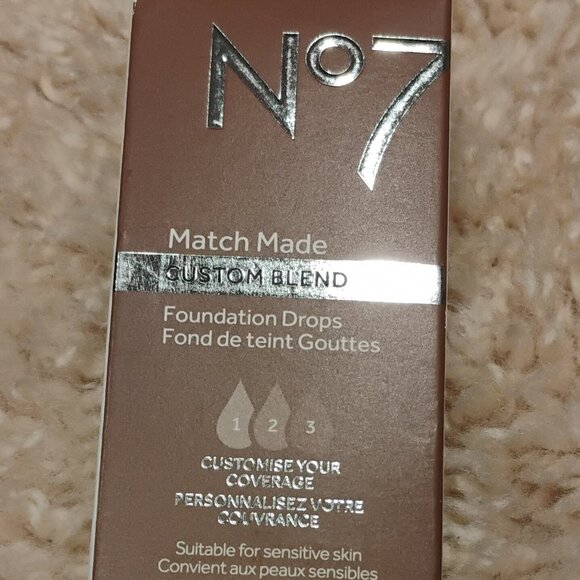 No7
Match Made
CUSTOM BLEND
Foundation Drops
Fond de teint Gouttes
1 2 3
CUSTOMISE YOUR
COVERAGE
PERSONNALISEZ VOTRE
COUVRANCE
Suitable for sensitive skin
Convient aux peaux sensibles